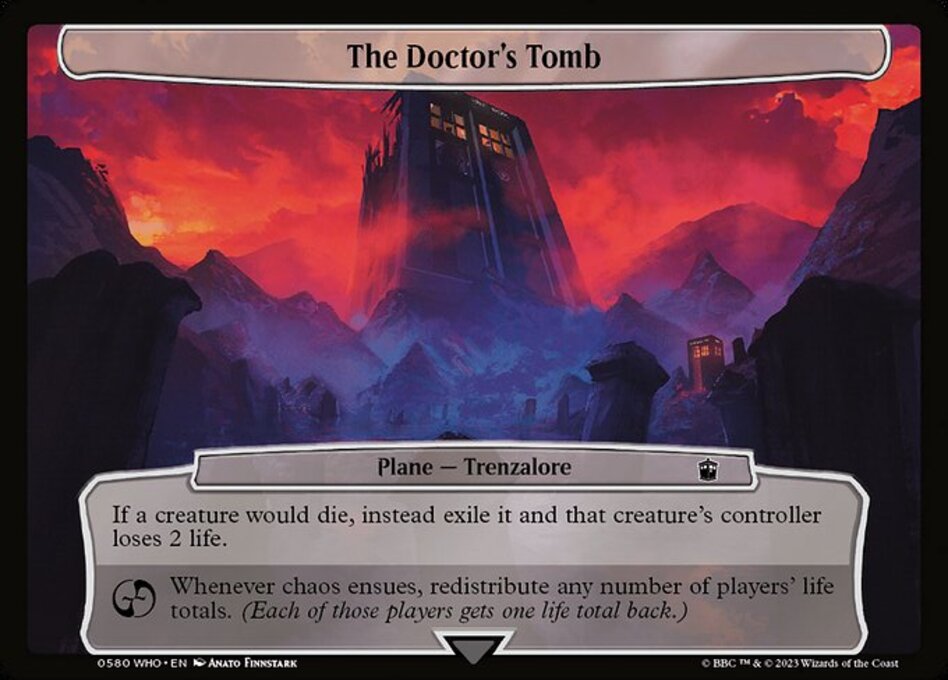 The Doctor's Tomb
Plane — Trenzalore
If a creature would die, instead exile it and that creature's controller
loses 2 life.
Whenever chaos ensues, redistribute any number of players' life
totals. (Each of those players gets one life total back.)
0580 WHO • EN Anato Finnstark
© BBC ™ & © 2023 Wizards of the Coast